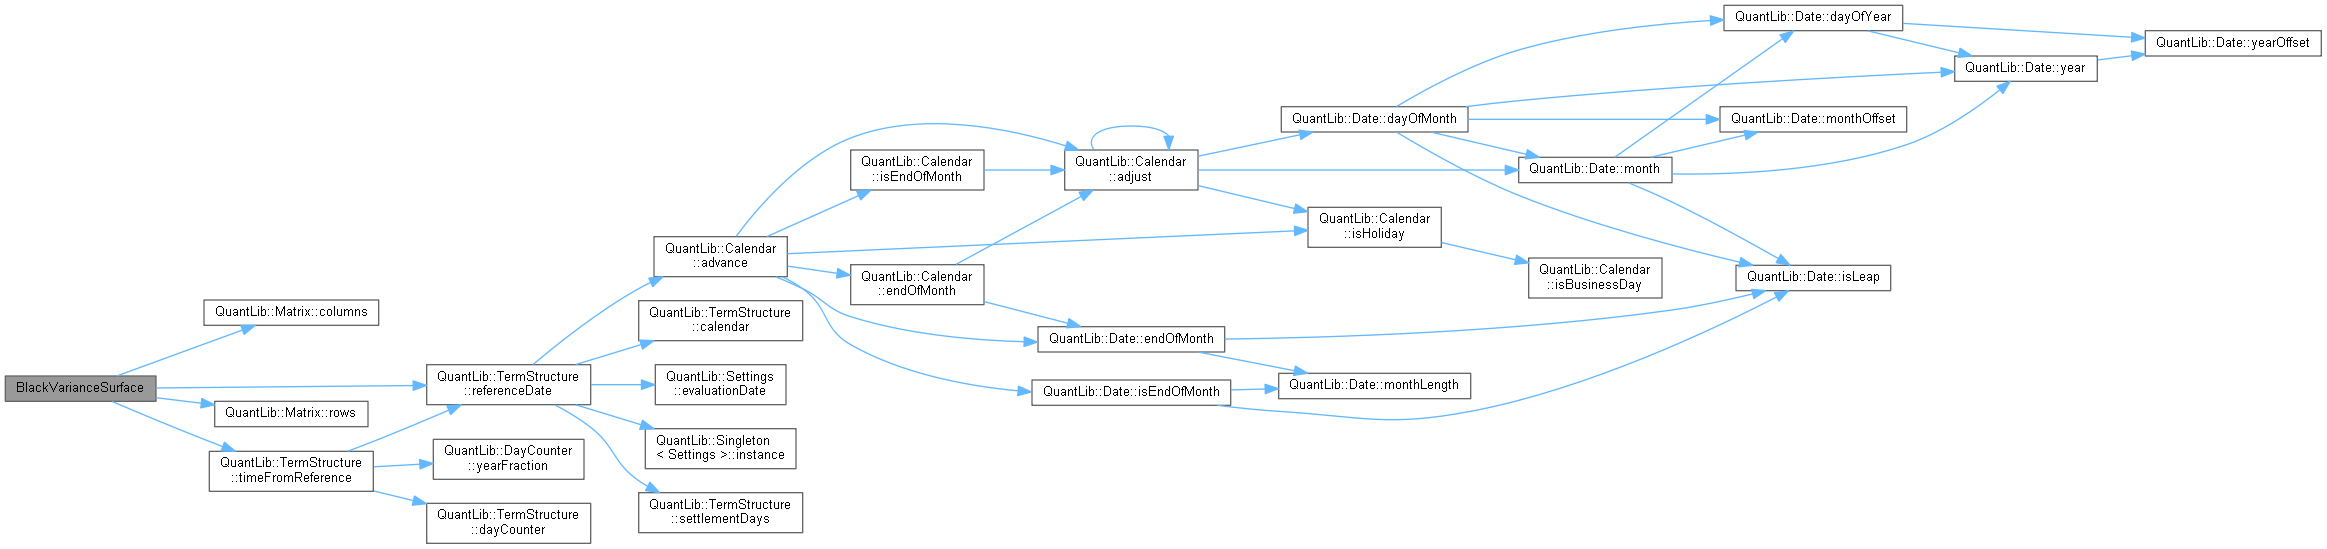 BlackVarianceSurface
QuantLib::Matrix::columns
QuantLib::TermStructure
::referenceDate
QuantLib::Matrix::rows
QuantLib::TermStructure
::timeFromReference
QuantLib::DayCounter
::yearFraction
QuantLib::TermStructure
::dayCounter
QuantLib::Calendar
::advance
QuantLib::TermStructure
::calendar
QuantLib::Settings
::evaluationDate
QuantLib::Singleton
< Settings >::instance
QuantLib::TermStructure
::settlementDays
QuantLib::Calendar
::isEndOfMonth
QuantLib::Calendar
::endOfMonth
QuantLib::Calendar
::adjust
QuantLib::Date::endOfMonth
QuantLib::Date::isEndOfMonth
QuantLib::Date::dayOfMonth
QuantLib::Calendar
::isHoliday
QuantLib::Date::monthLength
QuantLib::Date::month
QuantLib::Calendar
::isBusinessDay
QuantLib::Date::dayOfYear
QuantLib::Date::monthOffset
QuantLib::Date::isLeap
QuantLib::Date::year
QuantLib::Date::yearOffset